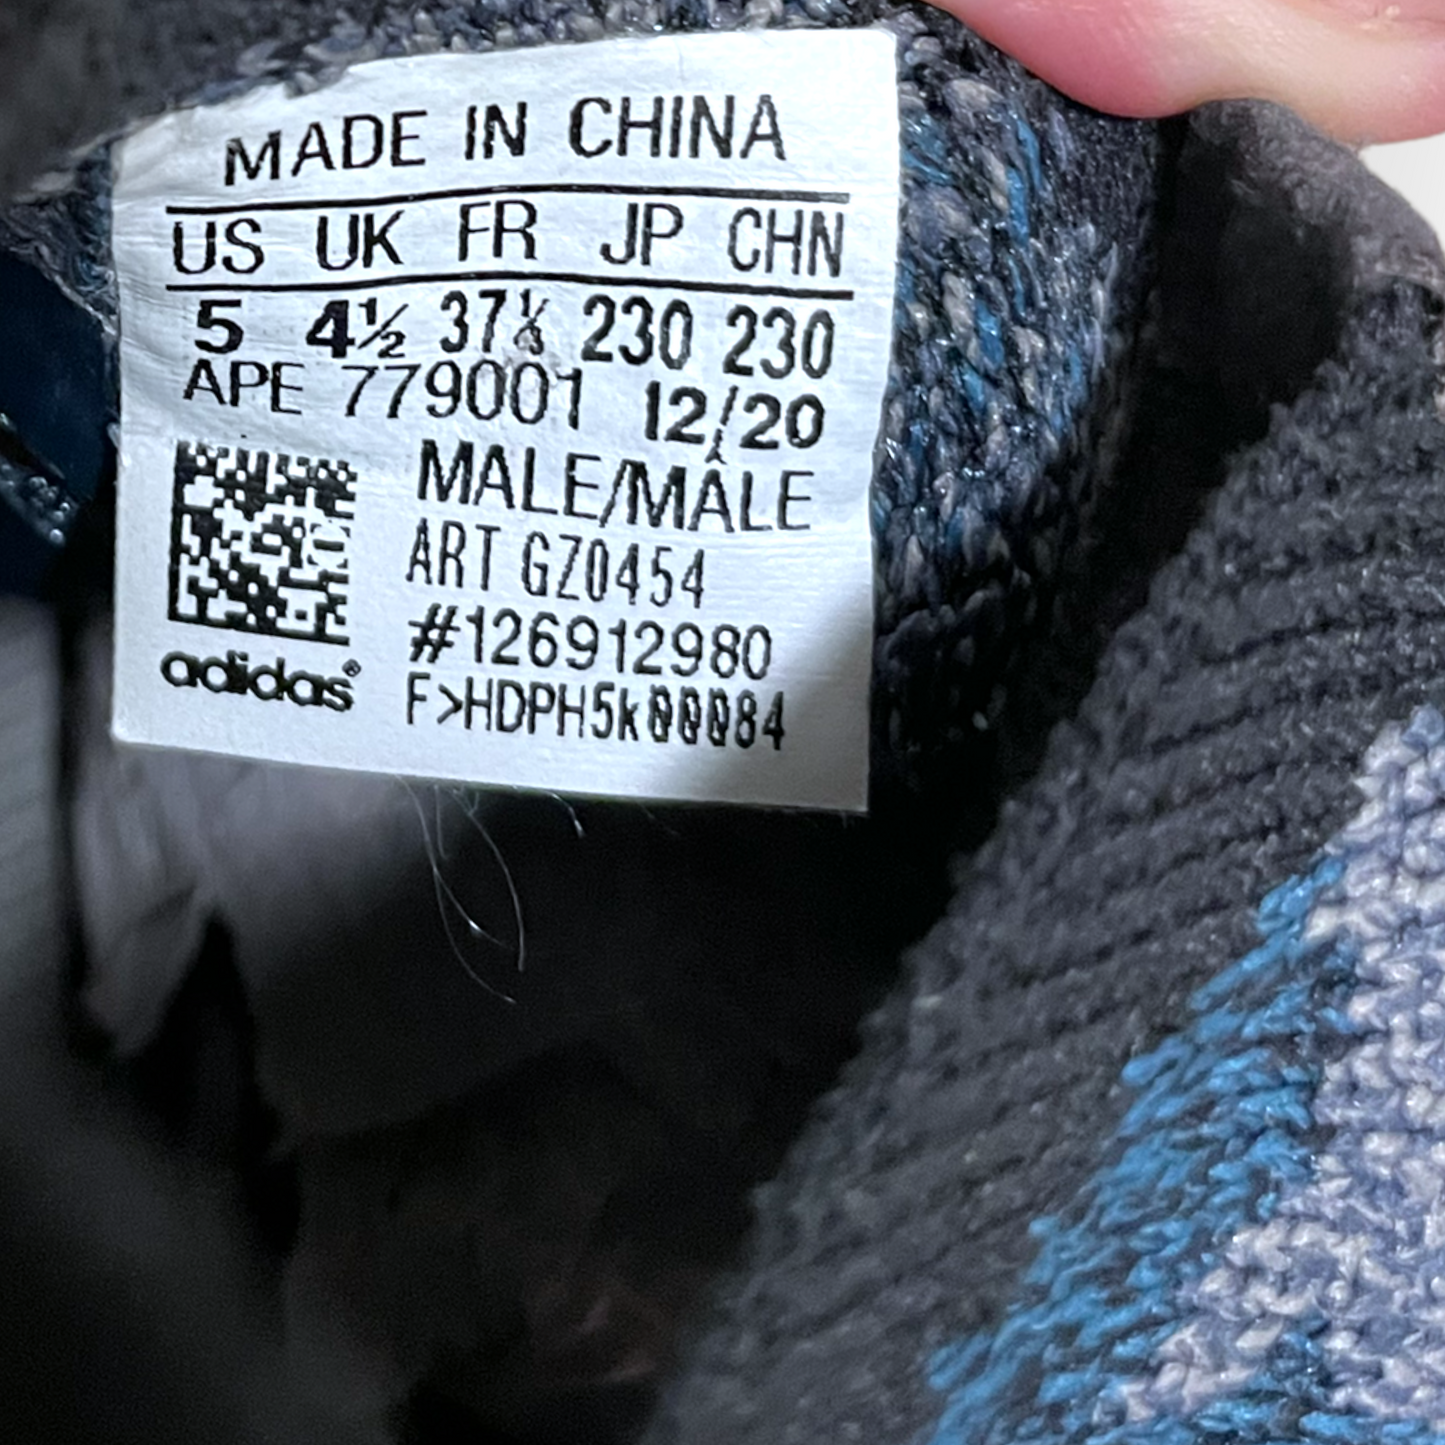 MADE IN CHINA
US UK FR JP CHN
5 4½ 37⅓ 230 230
APE 779001 12/20
MALE/MÂLE
ART GZ0454
#126912980
F>HDPH5k00084
adidas®